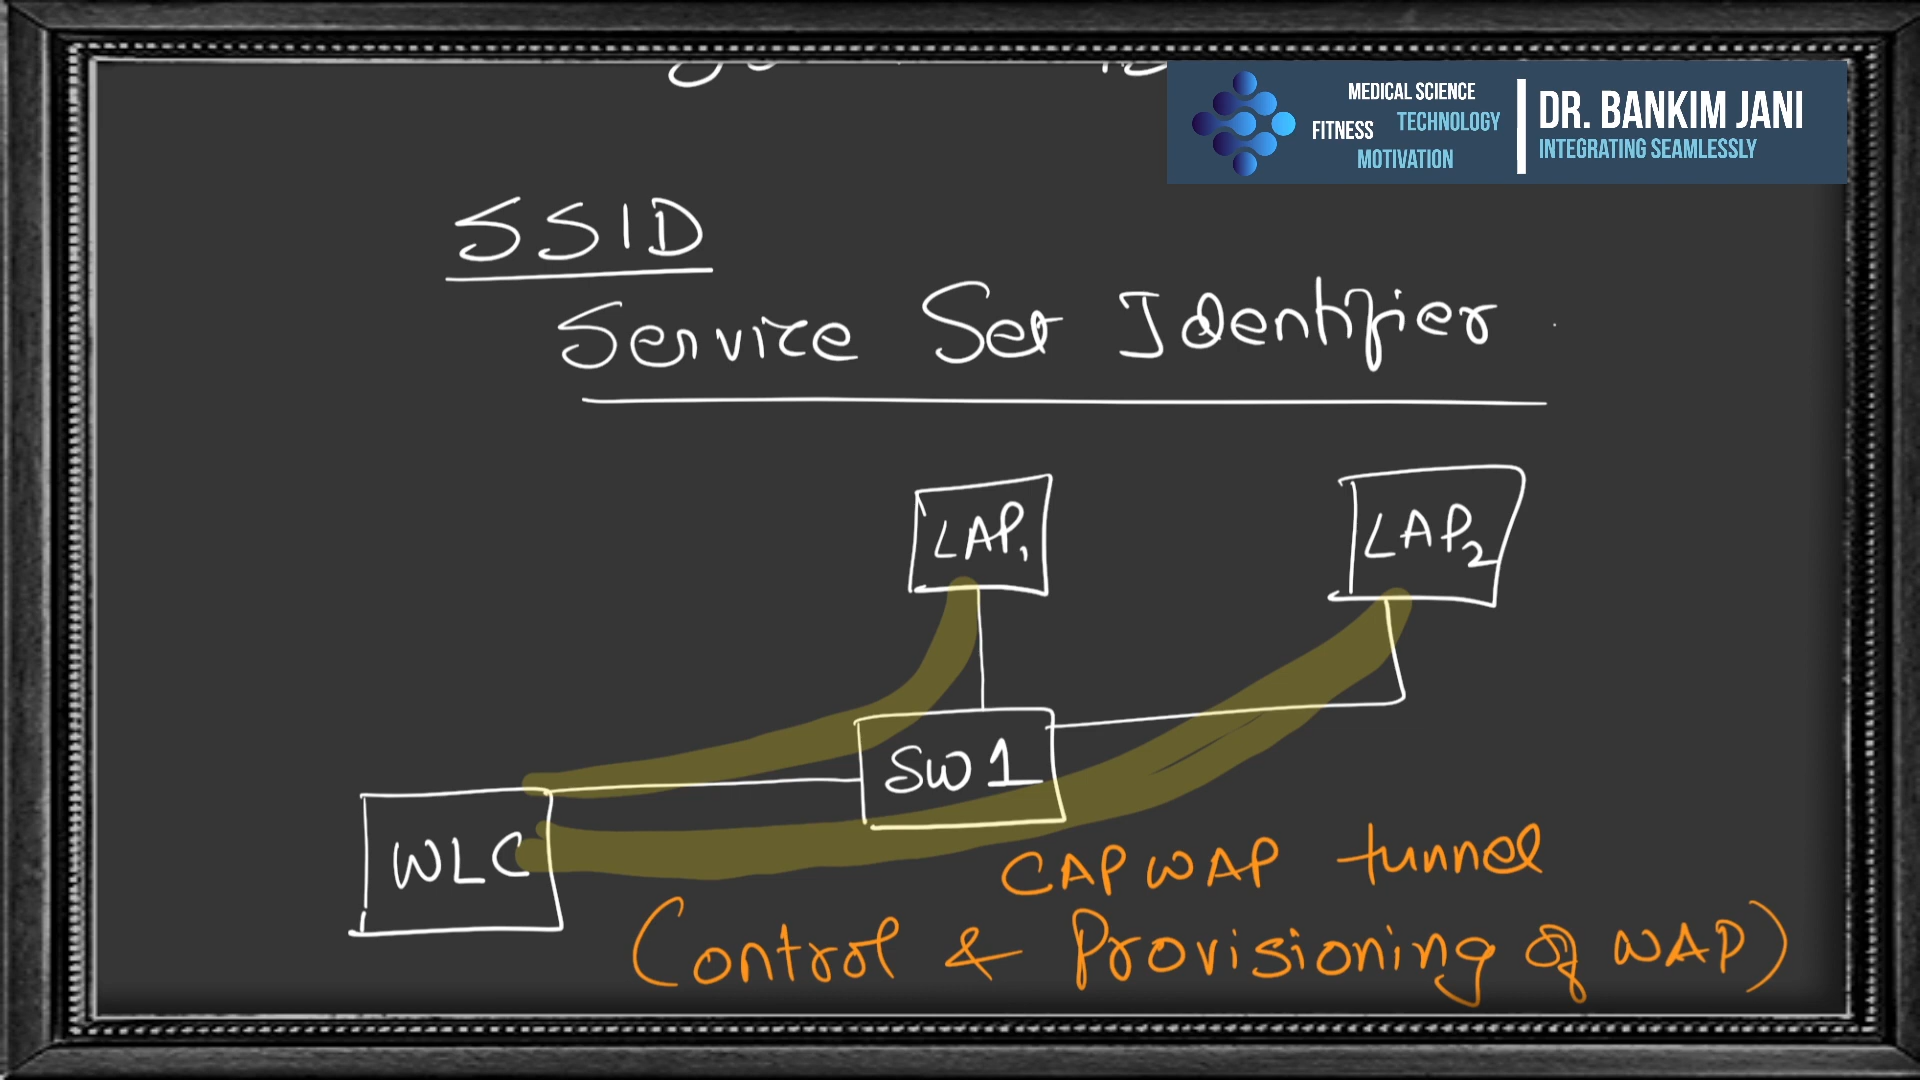 MEDICAL SCIENCE
FITNESS TECHNOLOGY
MOTIVATION
DR. BANKIM JANI
INTEGRATING SEAMLESSLY
SSID
Service Set Identifier
LAP1
LAP2
SW1
WLC
CAPWAP tunnel
(Control & Provisioning of WAP)